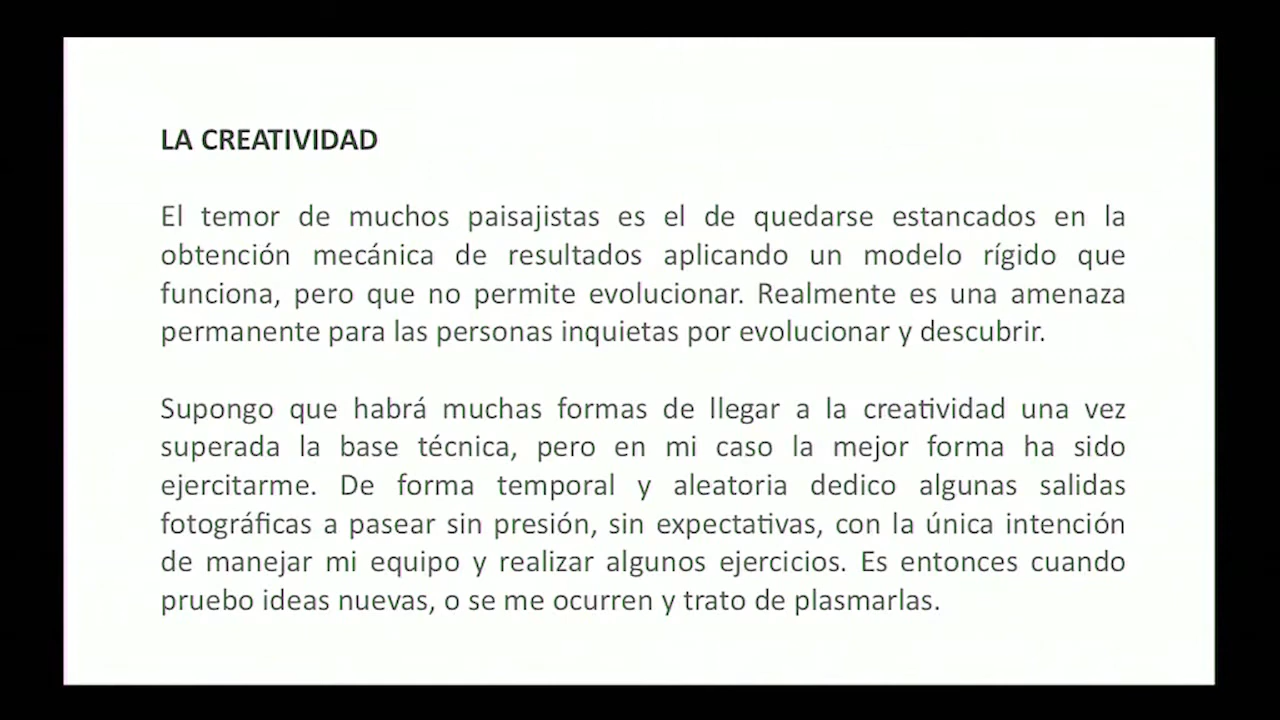 LA CREATIVIDAD
El temor de muchos paisajistas es el de quedarse estancados en la
obtención mecánica de resultados aplicando un modelo rígido que
funciona, pero que no permite evolucionar. Realmente es una amenaza
permanente para las personas inquietas por evolucionar y descubrir.
Supongo que habrá muchas formas de llegar a la creatividad una vez
superada la base técnica, pero en mi caso la mejor forma ha sido
ejercitarme. De forma temporal y aleatoria dedico algunas salidas
fotográficas a pasear sin presión, sin expectativas, con la única intención
de manejar mi equipo y realizar algunos ejercicios. Es entonces cuando
pruebo ideas nuevas, o se me ocurren y trato de plasmarlas.